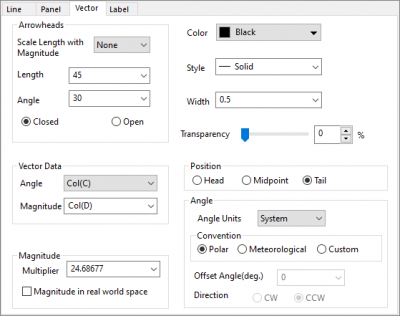 Line Panel Vector Label
Arrowheads
Scale Length with Magnitude None
Length 45
Angle 30
Closed Open
Color Black
Style Solid
Width 0.5
Transparency 0 %
Vector Data
Angle Col(C)
Magnitude Col(D)
Position
Head Midpoint Tail
Angle
Angle Units System
Convention
Polar Meteorological Custom
Offset Angle(deg.) 0
Direction CW CCW
Magnitude
Multiplier 24.68677
Magnitude in real world space